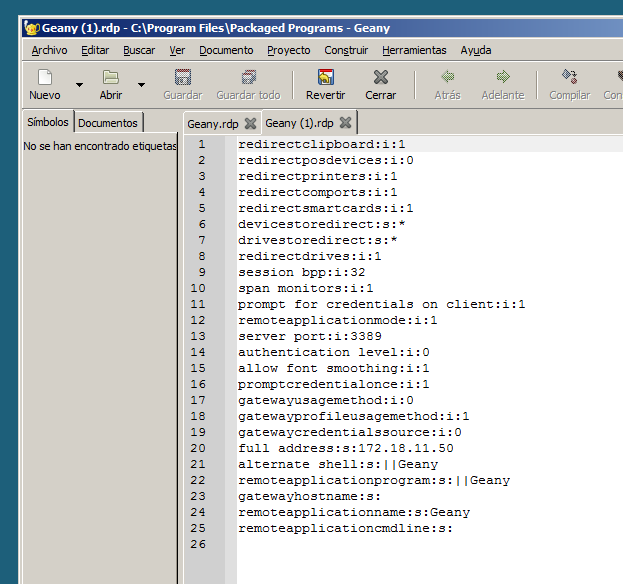 Geany (1).rdp - C:\Program Files\Packaged Programs - Geany
Archivo Editar Buscar Ver Documento Proyecto Construir Herramientas Ayuda
Nuevo Abrir Guardar Guardar todo Revertir Cerrar Atrás Adelante Compilar
Símbolos Documentos
Geany.rdp Geany (1).rdp
No se han encontrado etiquetas
1 redirectclipboard:i:1
2 redirectposdevices:i:0
3 redirectprinters:i:1
4 redirectcomports:i:1
5 redirectsmartcards:i:1
6 devicestoredirect:s:*
7 drivestoredirect:s:*
8 redirectdrives:i:1
9 session bpp:i:32
10 span monitors:i:1
11 prompt for credentials on client:i:1
12 remoteapplicationmode:i:1
13 server port:i:3389
14 authentication level:i:0
15 allow font smoothing:i:1
16 promptcredentialonce:i:1
17 gatewayusagemethod:i:0
18 gatewayprofileusagemethod:i:1
19 gatewaycredentialssource:i:0
20 full address:s:172.18.11.50
21 alternate shell:s:||Geany
22 remoteapplicationprogram:s:||Geany
23 gatewayhostname:s:
24 remoteapplicationname:s:Geany
25 remoteapplicationcmdline:s:
26